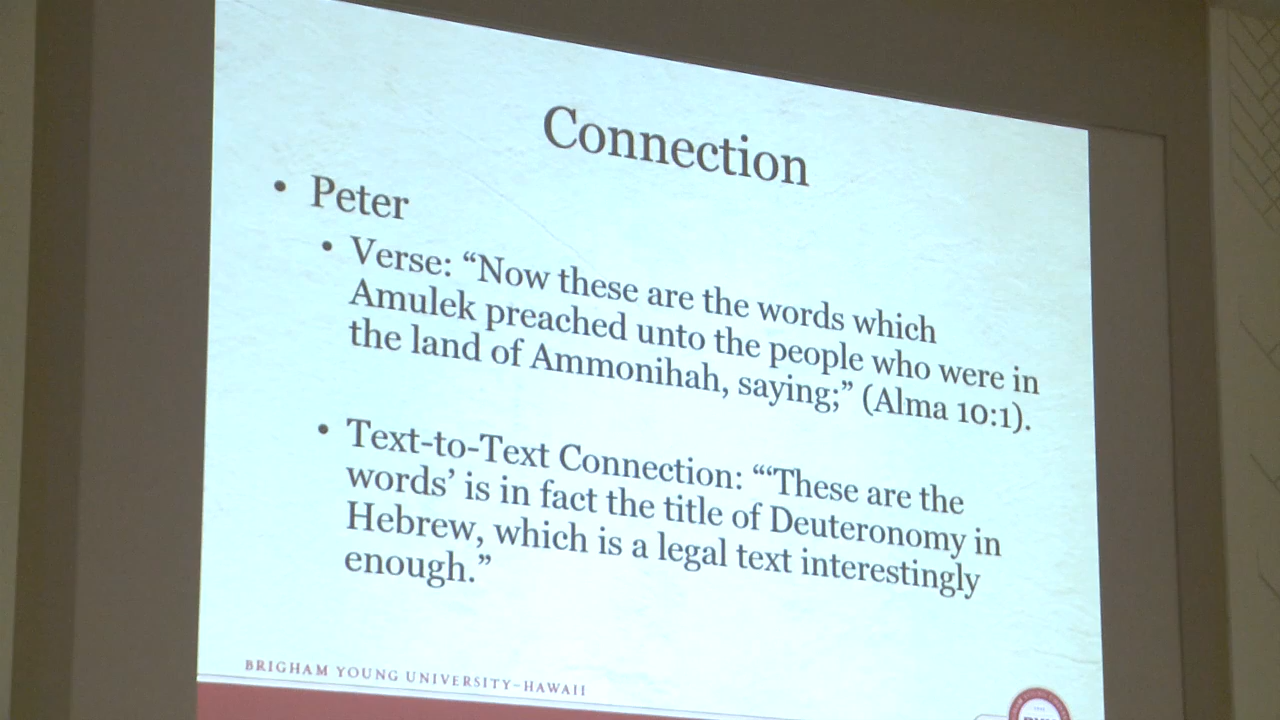 Connection
• Peter
• Verse: “Now these are the words which
Amulek preached unto the people who were in
the land of Ammonihah, saying;” (Alma 10:1).
• Text-to-Text Connection: “‘These are the
words’ is in fact the title of Deuteronomy in
Hebrew, which is a legal text interestingly
enough.”
BRIGHAM YOUNG UNIVERSITY–HAWAII